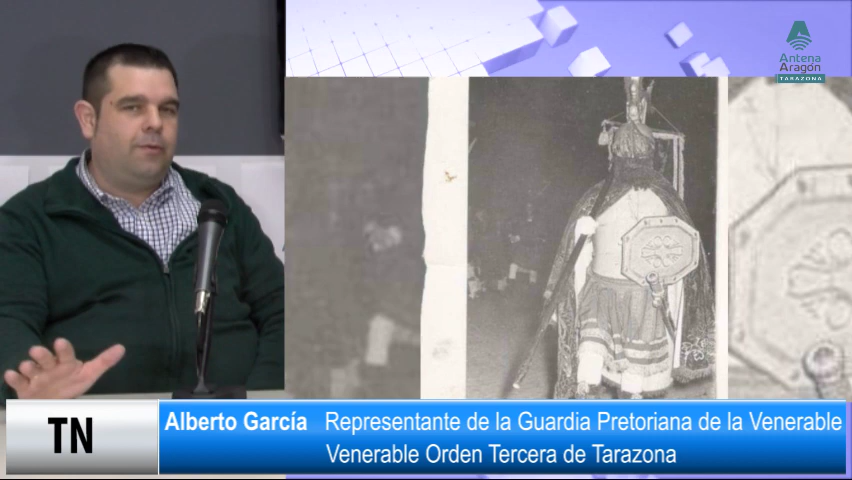 Antena
Aragón
TARAZONA
TN
Alberto García Representante de la Guardia Pretoriana de la Venerable
Venerable Orden Tercera de Tarazona